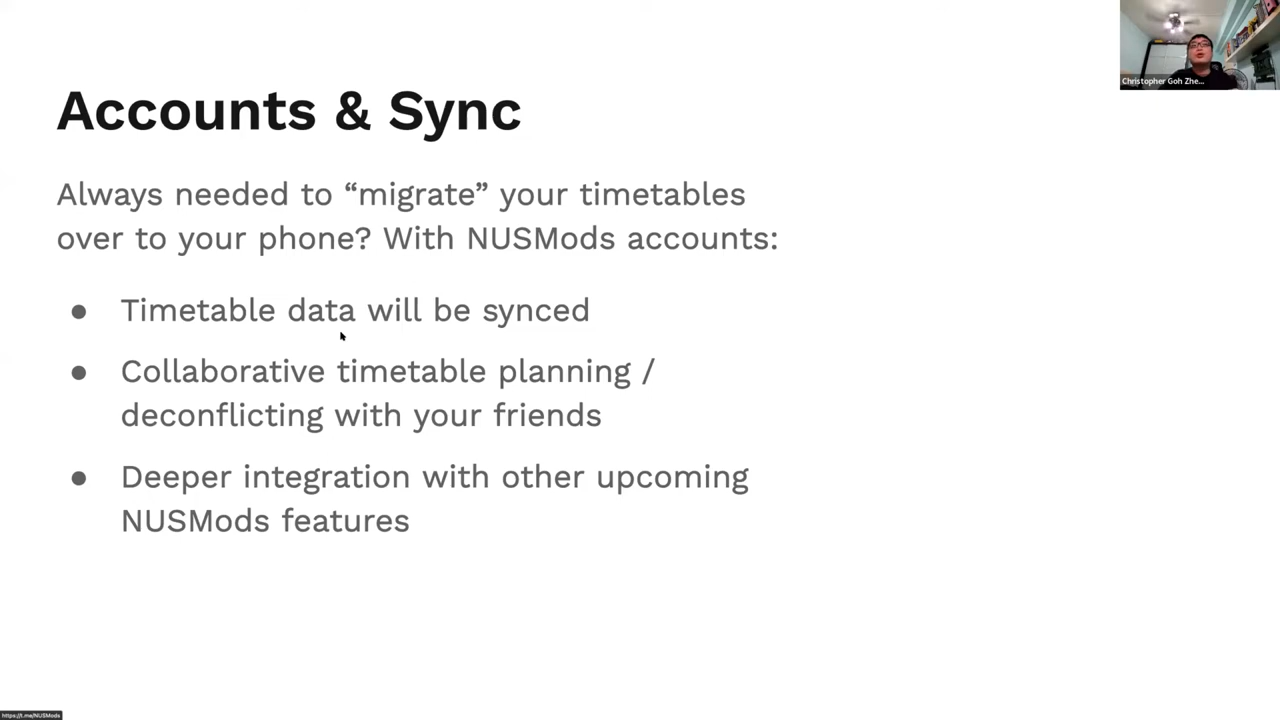 Christopher Goh Zhe...
Accounts & Sync
Always needed to “migrate” your timetables
over to your phone? With NUSMods accounts:
● Timetable data will be synced
● Collaborative timetable planning /
deconflicting with your friends
● Deeper integration with other upcoming
NUSMods features
https://t.me/NUSMods